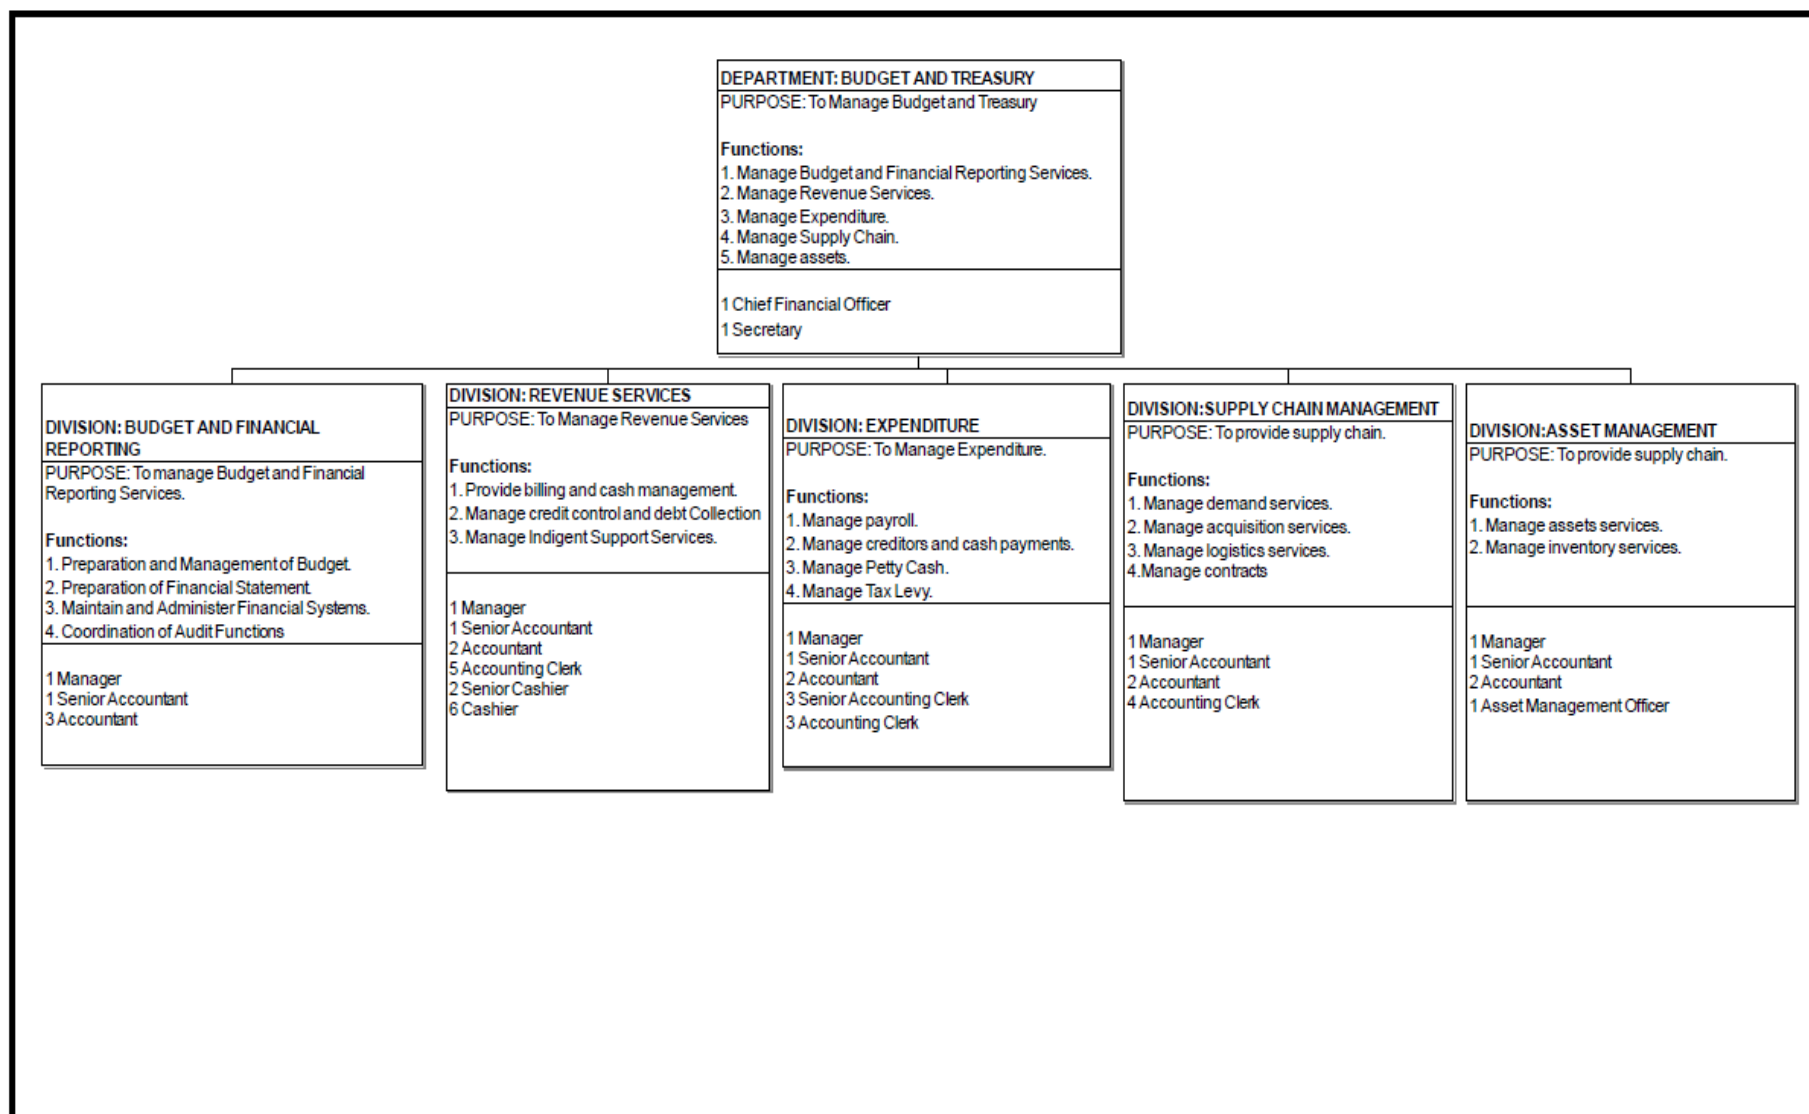 DEPARTMENT: BUDGET AND TREASURY
PURPOSE: To Manage Budget and Treasury
Functions:
1. Manage Budget and Financial Reporting Services.
2. Manage Revenue Services.
3. Manage Expenditure.
4. Manage Supply Chain.
5. Manage assets.
1 Chief Financial Officer
1 Secretary
DIVISION: BUDGET AND FINANCIAL
REPORTING
PURPOSE: To manage Budget and Financial
Reporting Services.
Functions:
1. Preparation and Management of Budget.
2. Preparation of Financial Statement.
3. Maintain and Administer Financial Systems.
4. Coordination of Audit Functions
1 Manager
1 Senior Accountant
3 Accountant
DIVISION: REVENUE SERVICES
PURPOSE: To Manage Revenue Services
Functions:
1. Provide billing and cash management.
2. Manage credit control and debt Collection
3. Manage Indigent Support Services.
1 Manager
1 Senior Accountant
2 Accountant
5 Accounting Clerk
2 Senior Cashier
6 Cashier
DIVISION: EXPENDITURE
PURPOSE: To Manage Expenditure.
Functions:
1. Manage payroll.
2. Manage creditors and cash payments.
3. Manage Petty Cash.
4. Manage Tax Levy.
1 Manager
1 Senior Accountant
2 Accountant
3 Senior Accounting Clerk
3 Accounting Clerk
DIVISION:SUPPLY CHAIN MANAGEMENT
PURPOSE: To provide supply chain.
Functions:
1. Manage demand services.
2. Manage acquisition services.
3. Manage logistics services.
4.Manage contracts
1 Manager
1 Senior Accountant
2 Accountant
4 Accounting Clerk
DIVISION:ASSET MANAGEMENT
PURPOSE: To provide supply chain.
Functions:
1. Manage assets services.
2. Manage inventory services.
1 Manager
1 Senior Accountant
2 Accountant
1 Asset Management Officer